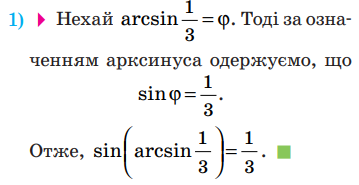 1) ▶ Нехай arcsin 1/3 = φ. Тоді за озна-
ченням арксинуса одержуємо, що
sin φ = 1/3.
Отже, sin(arcsin 1/3) = 1/3. ■